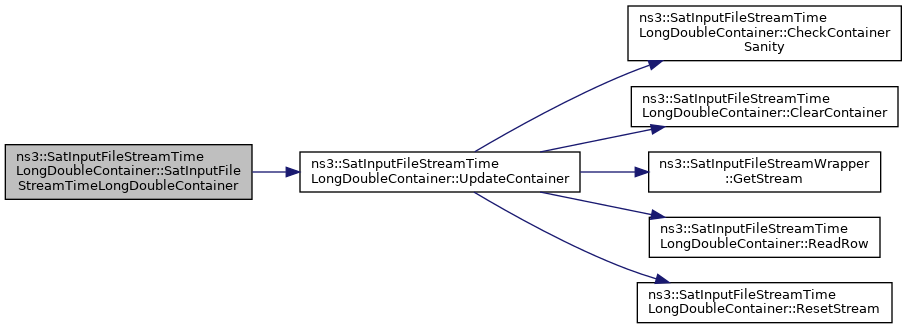 ns3::SatInputFileStreamTime
LongDoubleContainer::SatInputFile
StreamTimeLongDoubleContainer
ns3::SatInputFileStreamTime
LongDoubleContainer::UpdateContainer
ns3::SatInputFileStreamTime
LongDoubleContainer::CheckContainer
Sanity
ns3::SatInputFileStreamTime
LongDoubleContainer::ClearContainer
ns3::SatInputFileStreamWrapper
::GetStream
ns3::SatInputFileStreamTime
LongDoubleContainer::ReadRow
ns3::SatInputFileStreamTime
LongDoubleContainer::ResetStream